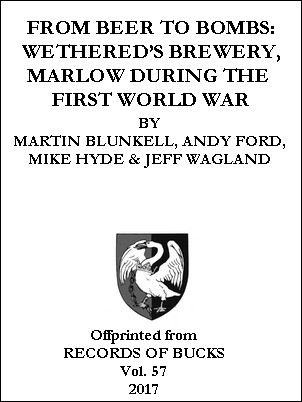 FROM BEER TO BOMBS:
WETHERED'S BREWERY,
MARLOW DURING THE
FIRST WORLD WAR
BY
MARTIN BLUNKELL, ANDY FORD,
MIKE HYDE & JEFF WAGLAND
Offprinted from
RECORDS OF BUCKS
Vol. 57
2017